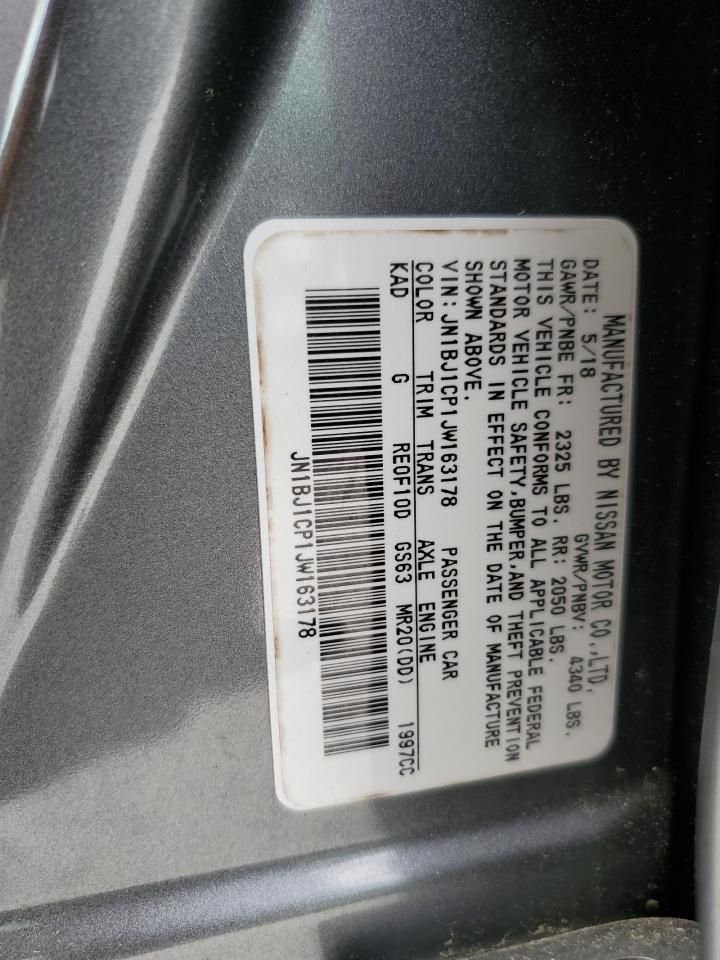 MANUFACTURED BY NISSAN MOTOR CO.,LTD.
DATE: 5/18 GVWR/PNBV: 4340 LBS.
GAWR/PNBE FR: 2325 LBS. RR: 2050 LBS.
THIS VEHICLE CONFORMS TO ALL APPLICABLE FEDERAL
MOTOR VEHICLE SAFETY,BUMPER,AND THEFT PREVENTION
STANDARDS IN EFFECT ON THE DATE OF MANUFACTURE
SHOWN ABOVE.
VIN:JN1BJ1CP1JW163178 PASSENGER CAR
COLOR TRIM TRANS AXLE ENGINE
KAD G RE0F10D GS63 MR20(DD) 1997CC
JN1BJ1CP1JW163178